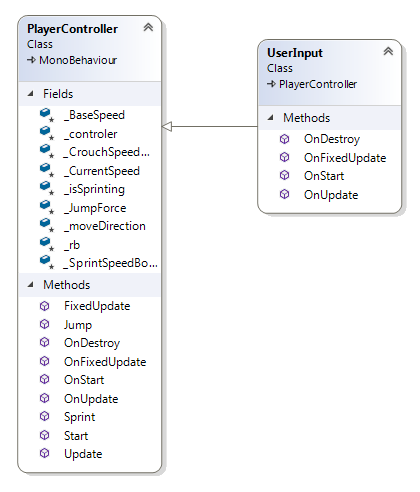 PlayerController
Class
MonoBehaviour
Fields
_BaseSpeed
_controler
_CrouchSpeed...
_CurrentSpeed
_isSprinting
_JumpForce
_moveDirection
_rb
_SprintSpeedBo...
Methods
FixedUpdate
Jump
OnDestroy
OnFixedUpdate
OnStart
OnUpdate
Sprint
Start
Update
UserInput
Class
PlayerController
Methods
OnDestroy
OnFixedUpdate
OnStart
OnUpdate